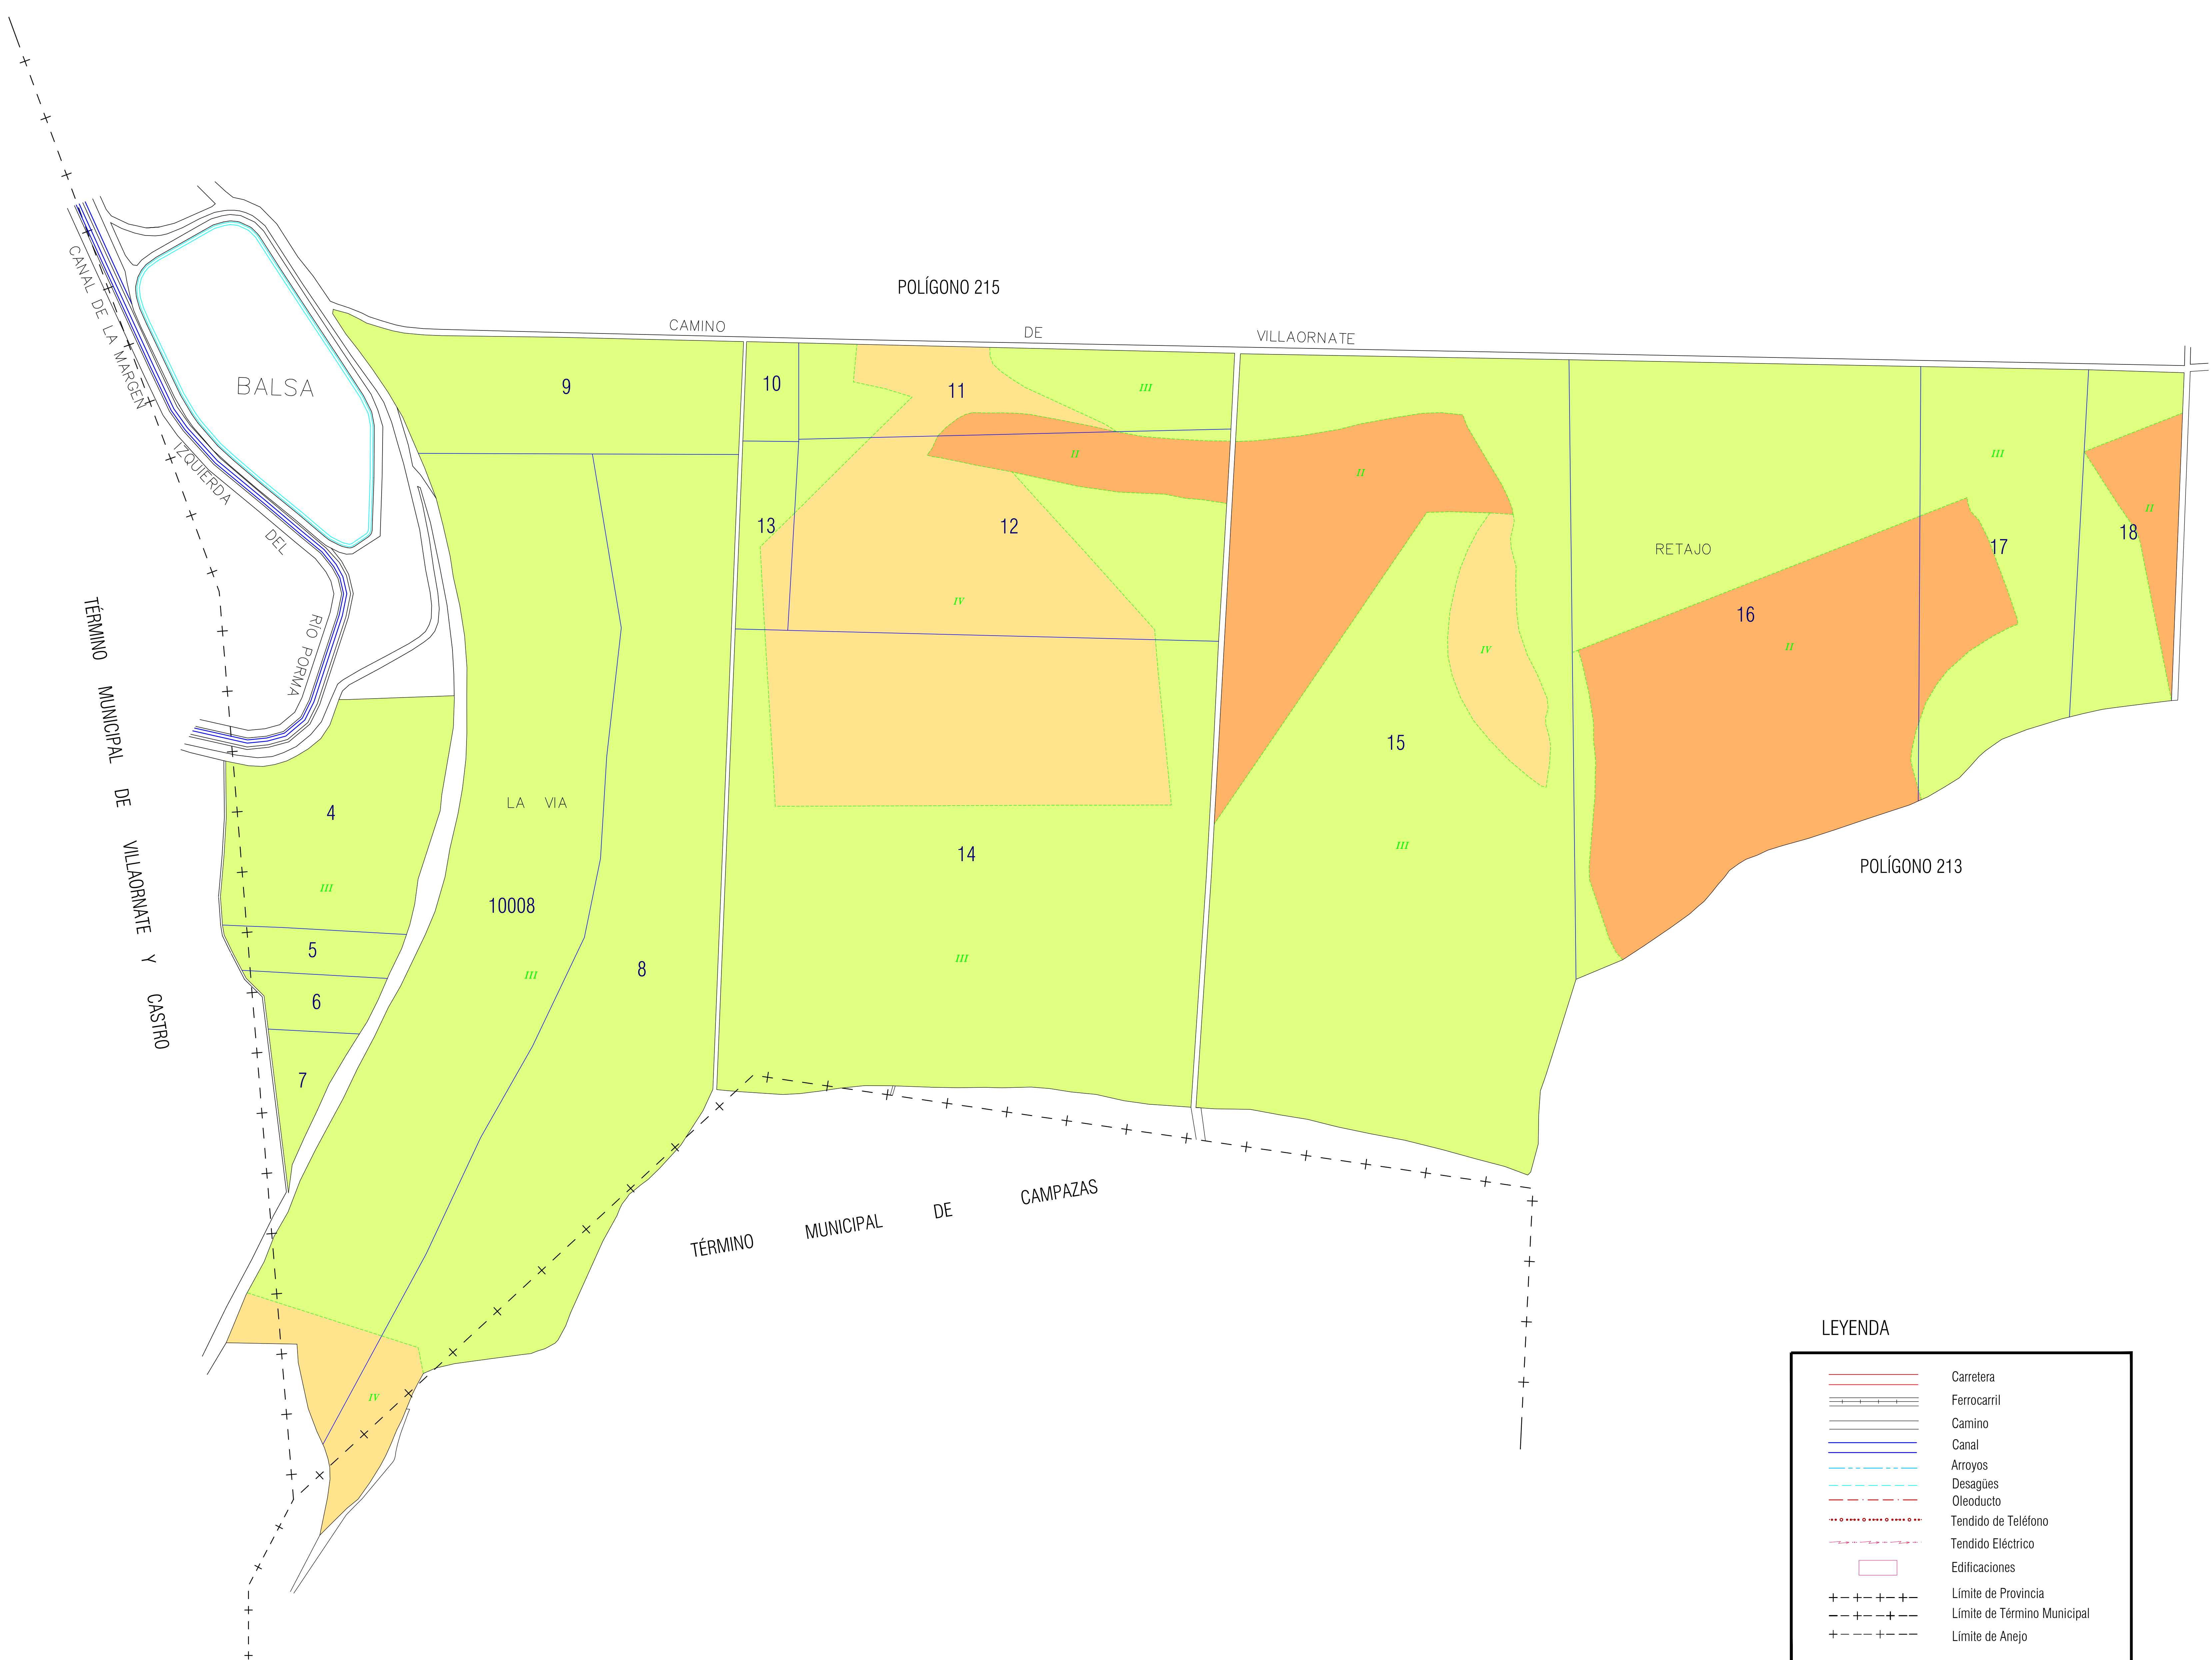 POLÍGONO 215
CAMINO DE VILLAORNATE
CANAL DE LA MARGEN IZQUIERDA DEL RÍO PORMA
BALSA
9
10
11
III
II
II
III
II
13
12
18
17
RETAJO
IV
16
II
IV
15
TÉRMINO MUNICIPAL DE VILLAORNATE Y CASTRO
LA VIA
4
14
III
POLÍGONO 213
III
10008
5
III
8
III
6
7
TÉRMINO MUNICIPAL DE CAMPAZAS
IV
LEYENDA
Carretera
Ferrocarril
Camino
Canal
Arroyos
Desagües
Oleoducto
Tendido de Teléfono
Tendido Eléctrico
Edificaciones
Límite de Provincia
Límite de Término Municipal
Límite de Anejo